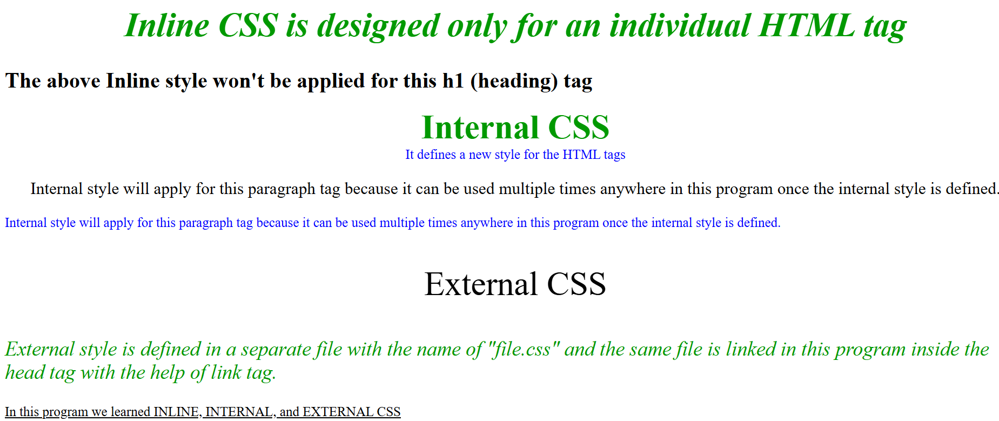 Inline CSS is designed only for an individual HTML tag
The above Inline style won't be applied for this h1 (heading) tag
Internal CSS
It defines a new style for the HTML tags
Internal style will apply for this paragraph tag because it can be used multiple times anywhere in this program once the internal style is defined.
Internal style will apply for this paragraph tag because it can be used multiple times anywhere in this program once the internal style is defined.
External CSS
External style is defined in a separate file with the name of "file.css" and the same file is linked in this program inside the
head tag with the help of link tag.
In this program we learned INLINE, INTERNAL, and EXTERNAL CSS